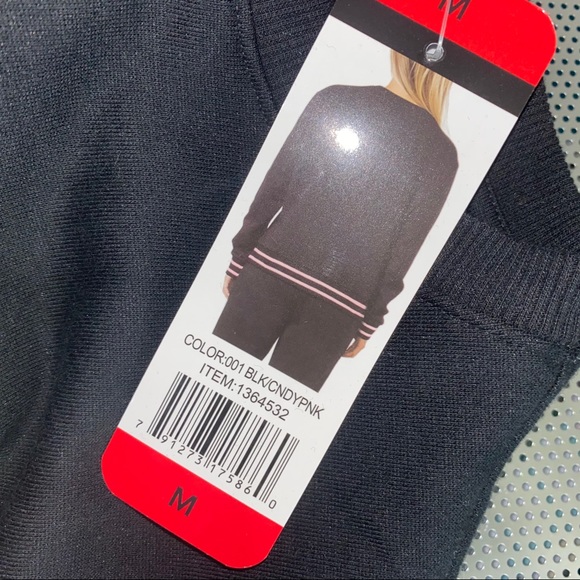 M
COLOR:001 BLK/CNDYPNK
ITEM:1364532
7 91273 17586 0
M